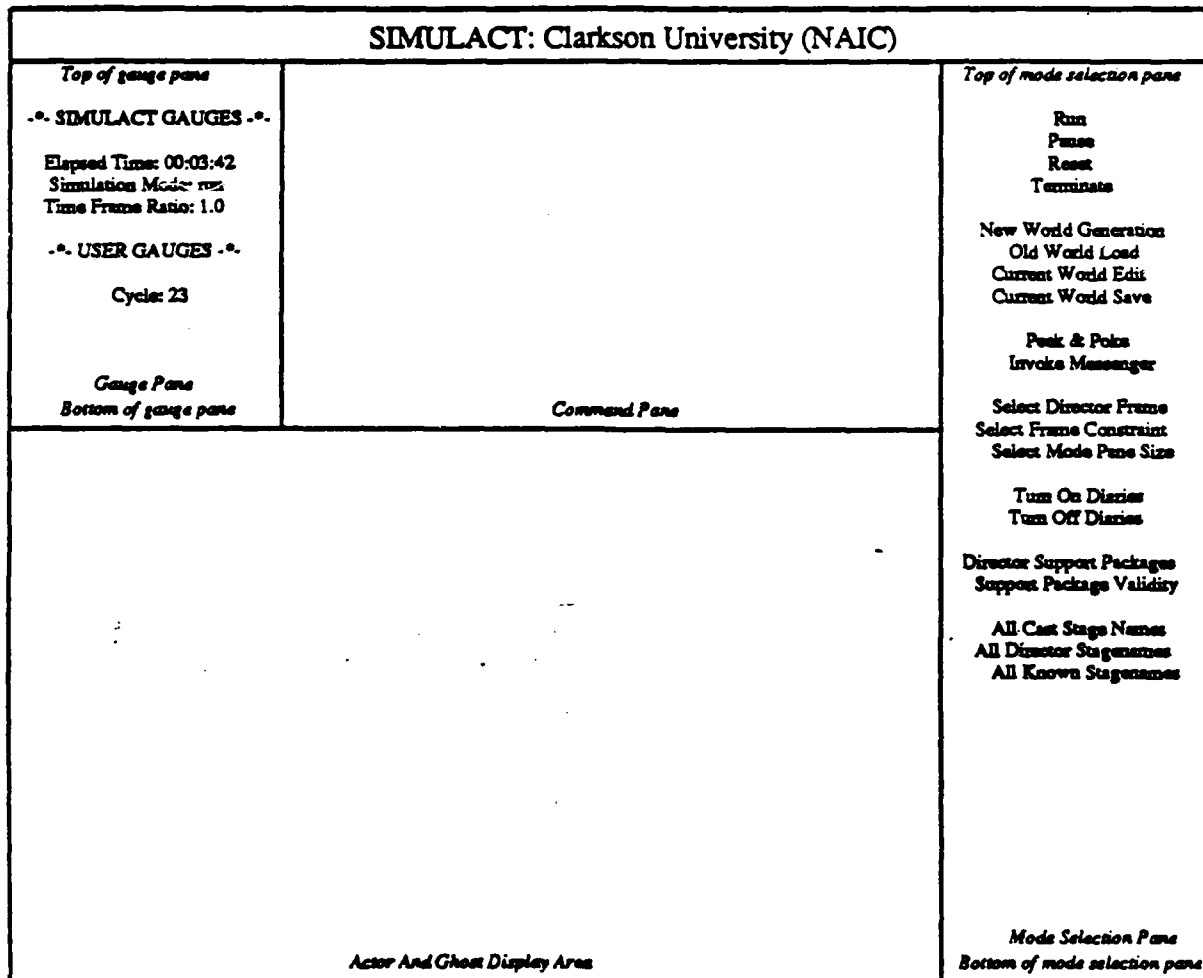 SIMULACT: Clarkson University (NAIC)
Top of gauge pane
-*- SIMULACT GAUGES -*-
Elapsed Time: 00:03:42
Simulation Mode: run
Time Frame Ratio: 1.0
-*- USER GAUGES -*-
Cycle: 23
Gauge Pane
Bottom of gauge pane
Command Pane
Top of mode selection pane
Run
Pause
Reset
Terminate
New World Generation
Old World Load
Current World Edit
Current World Save
Peek & Poke
Invoke Messenger
Select Director Frame
Select Frame Constraint
Select Mode Pane Size
Turn On Diaries
Turn Off Diaries
Director Support Packages
Support Package Validity
All Cast Stage Names
All Director Stagenames
All Known Stagenames
Mode Selection Pane
Bottom of mode selection pane
Actor And Ghost Display Area